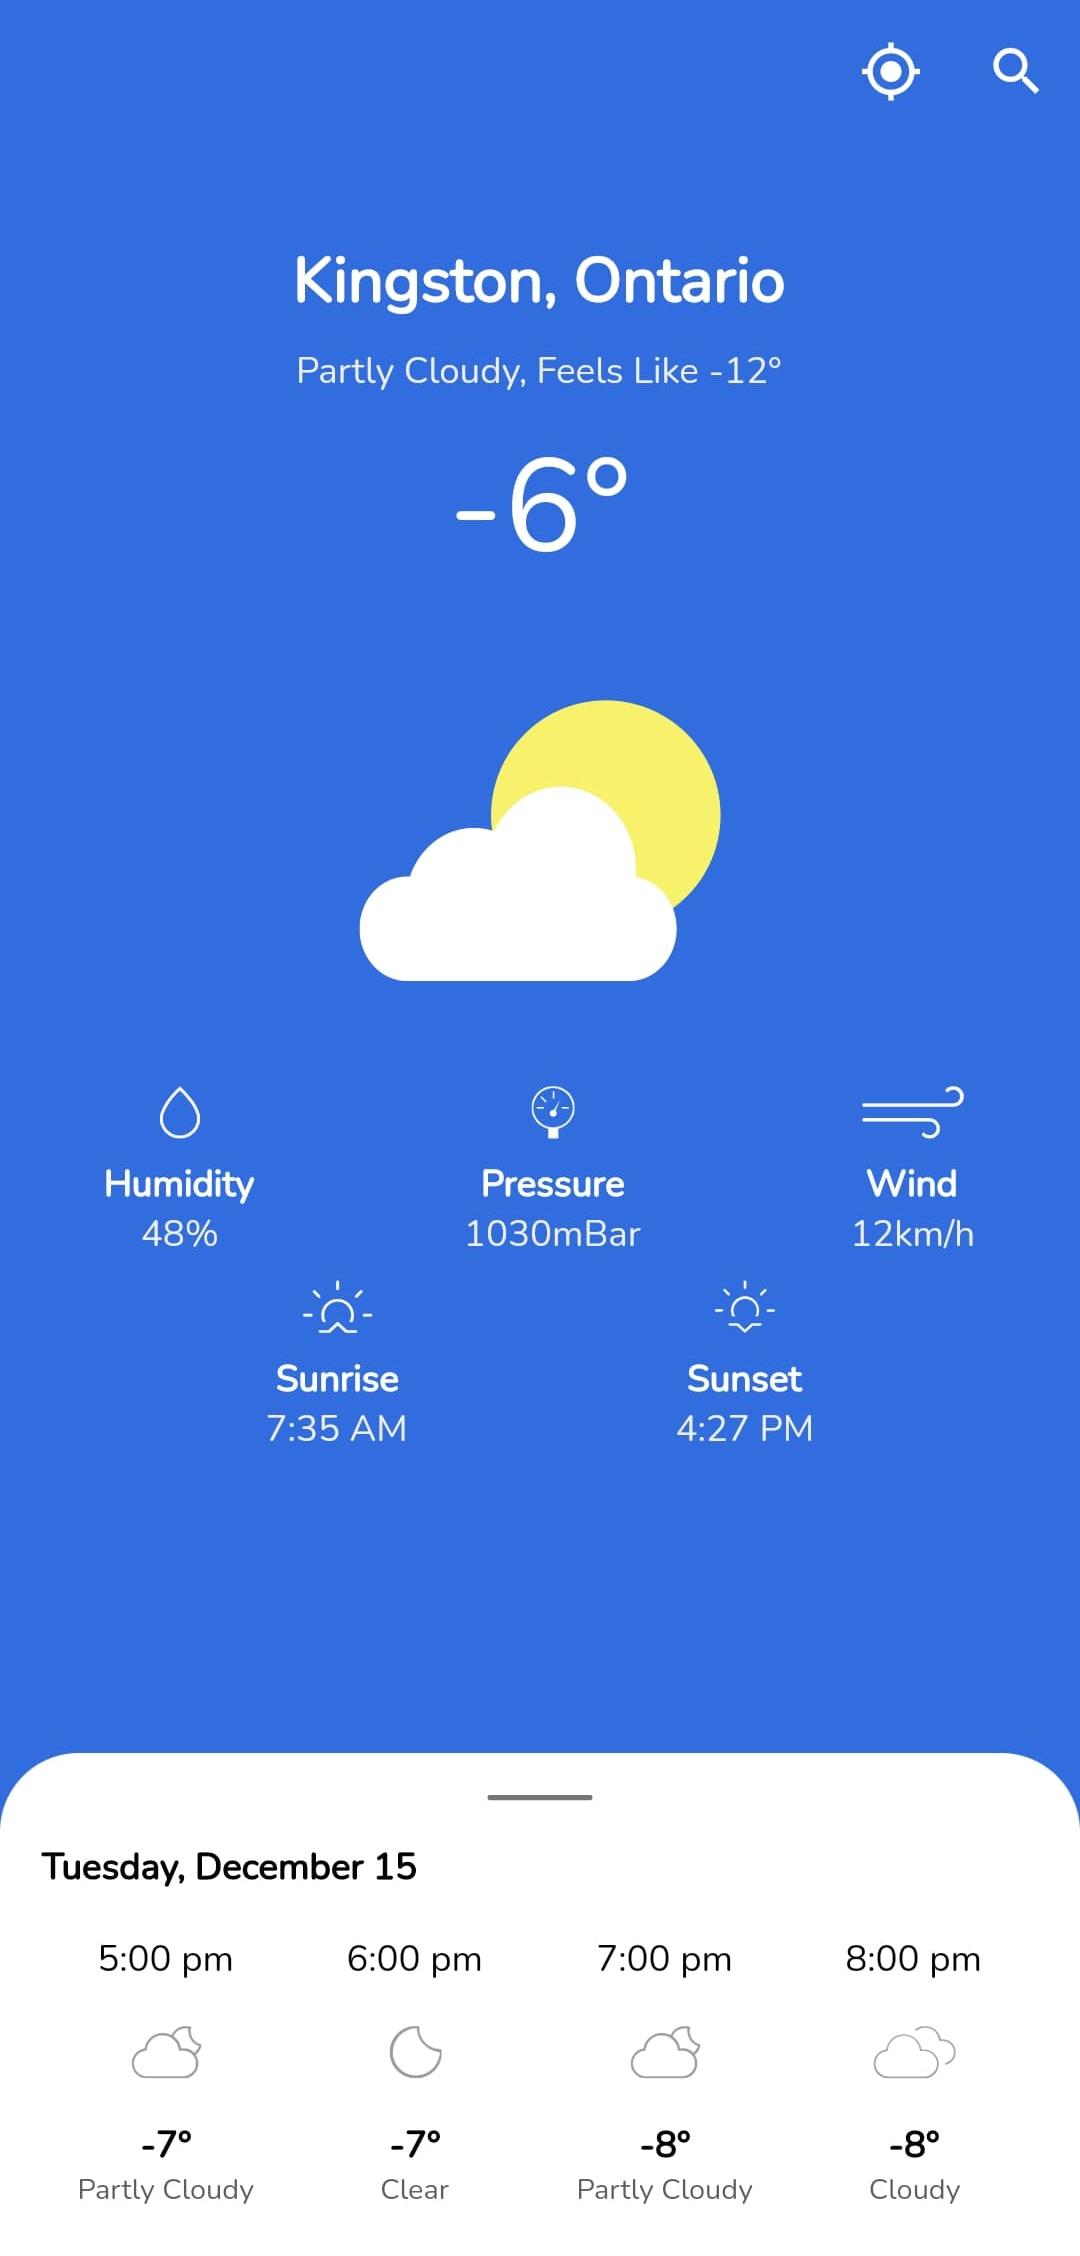 Kingston, Ontario
Partly Cloudy, Feels Like -12°
-6°
Humidity
48%
Pressure
1030mBar
Wind
12km/h
Sunrise
7:35 AM
Sunset
4:27 PM
Tuesday, December 15
5:00 pm
6:00 pm
7:00 pm
8:00 pm
-7°
-7°
-8°
-8°
Partly Cloudy
Clear
Partly Cloudy
Cloudy